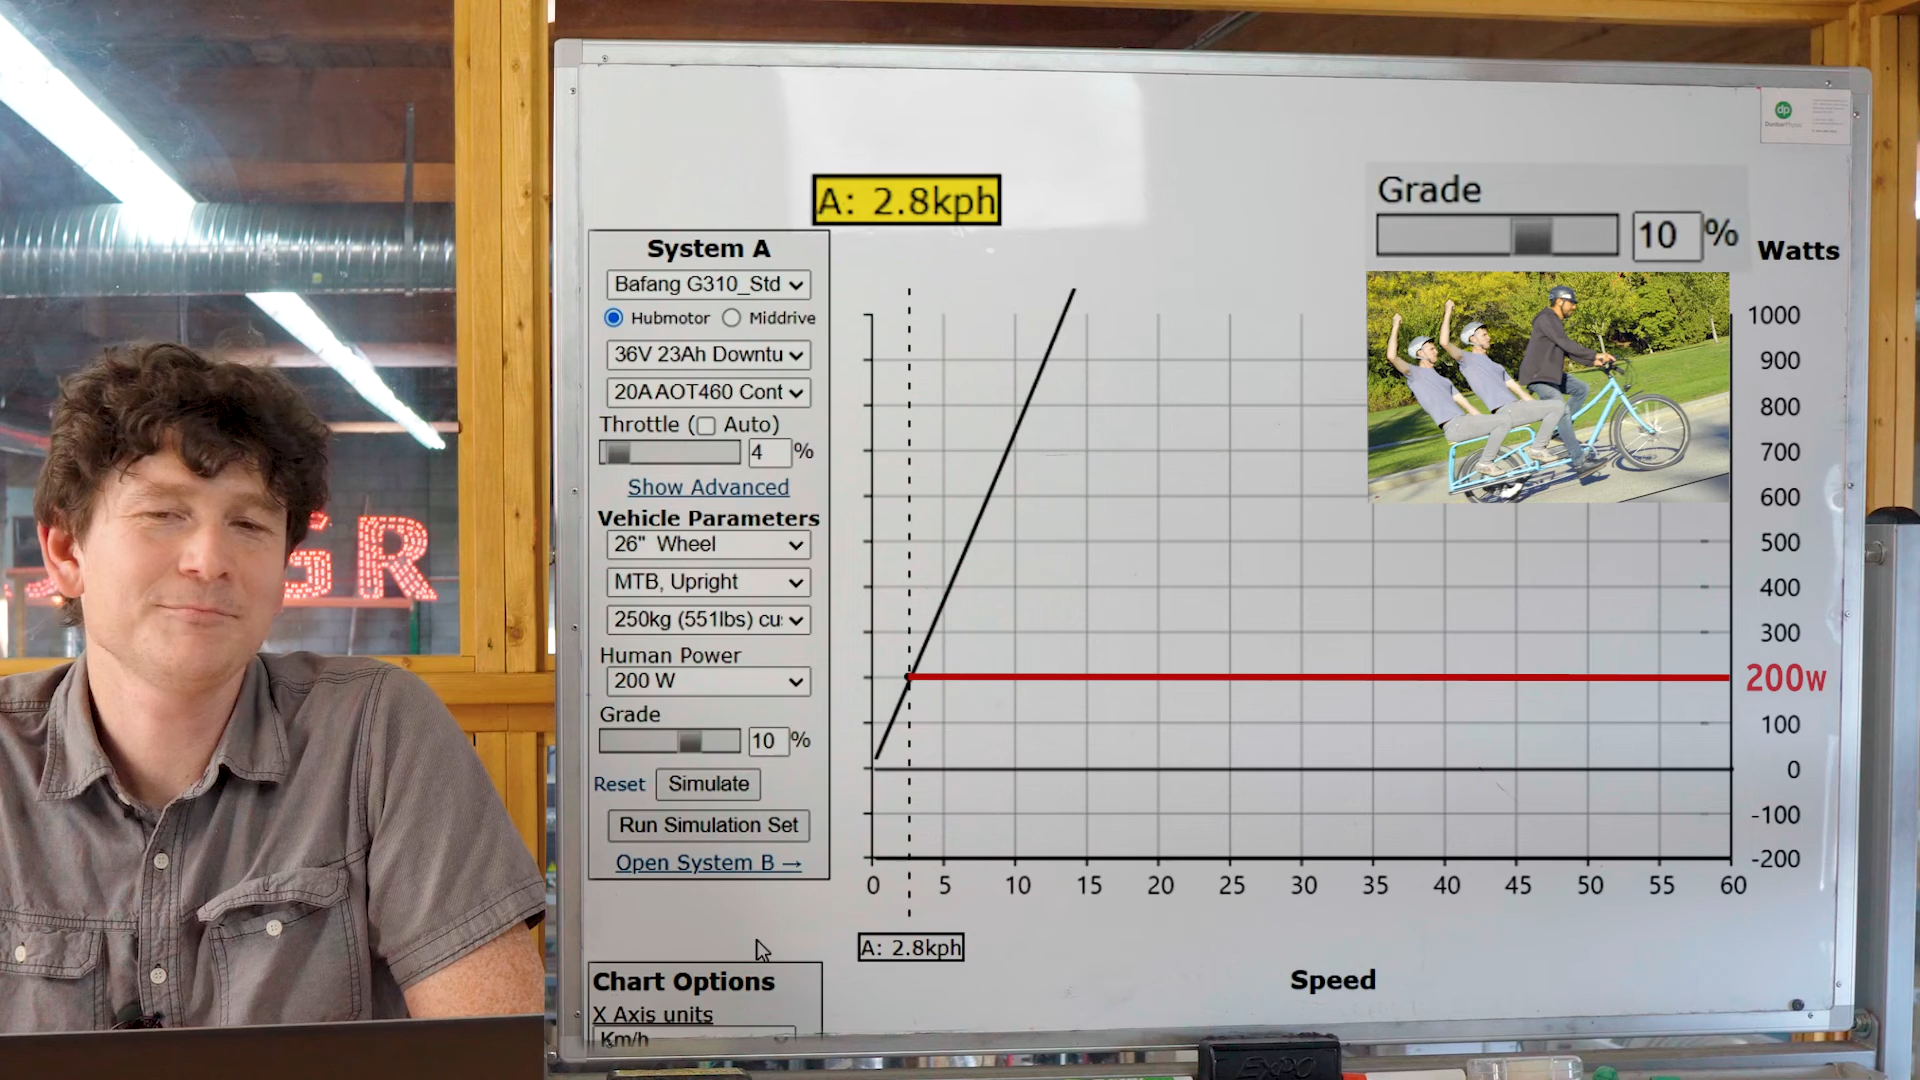 A: 2.8kph
Grade
10 %
dp
System A
Bafang G310_Std
Hubmotor Middrive
36V 23Ah Downtu
20A AOT460 Cont
Throttle ( Auto)
4 %
Show Advanced
Vehicle Parameters
26" Wheel
MTB, Upright
250kg (551lbs) cu
Human Power
200 W
Grade
10 %
Reset Simulate
Run Simulation Set
Open System B →
Chart Options
X Axis units
Km/h
Watts
1000
900
800
700
600
500
400
300
200w
100
0
-100
-200
0 5 10 15 20 25 30 35 40 45 50 55 60
A: 2.8kph
Speed
GR
EXPO